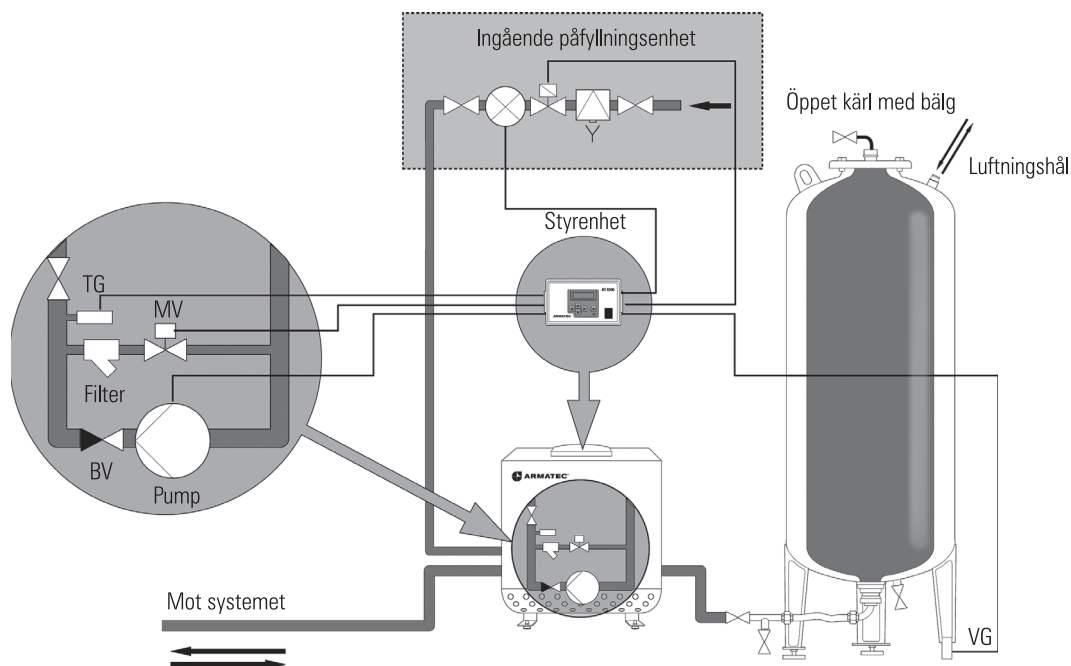 Ingående påfyllningsenhet
Öppet kärl med bälg
Luftningshål
Styrenhet
TG
MV
Filter
BV
Pump
ARMATEC
ARMATEC
Mot systemet
VG